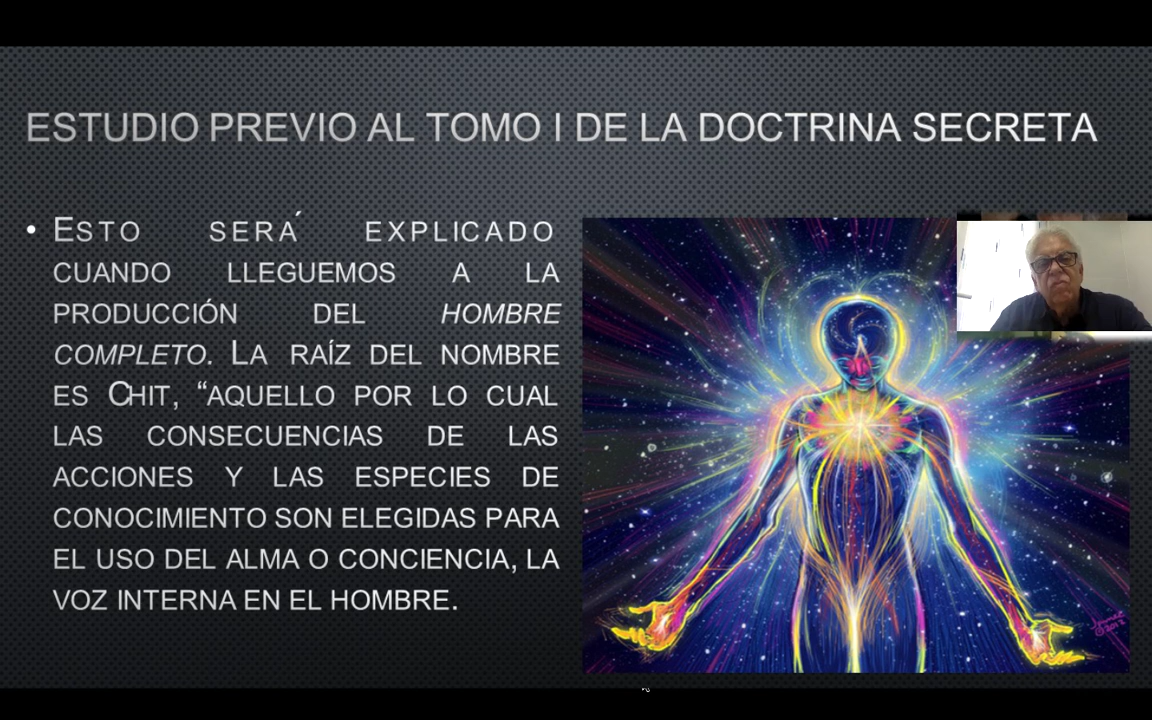 ESTUDIO PREVIO AL TOMO I DE LA DOCTRINA SECRETA
• ESTO SERÁ EXPLICADO
CUANDO LLEGUEMOS A LA
PRODUCCIÓN DEL HOMBRE
COMPLETO. LA RAÍZ DEL NOMBRE
ES CHIT, “AQUELLO POR LO CUAL
LAS CONSECUENCIAS DE LAS
ACCIONES Y LAS ESPECIES DE
CONOCIMIENTO SON ELEGIDAS PARA
EL USO DEL ALMA O CONCIENCIA, LA
VOZ INTERNA EN EL HOMBRE.